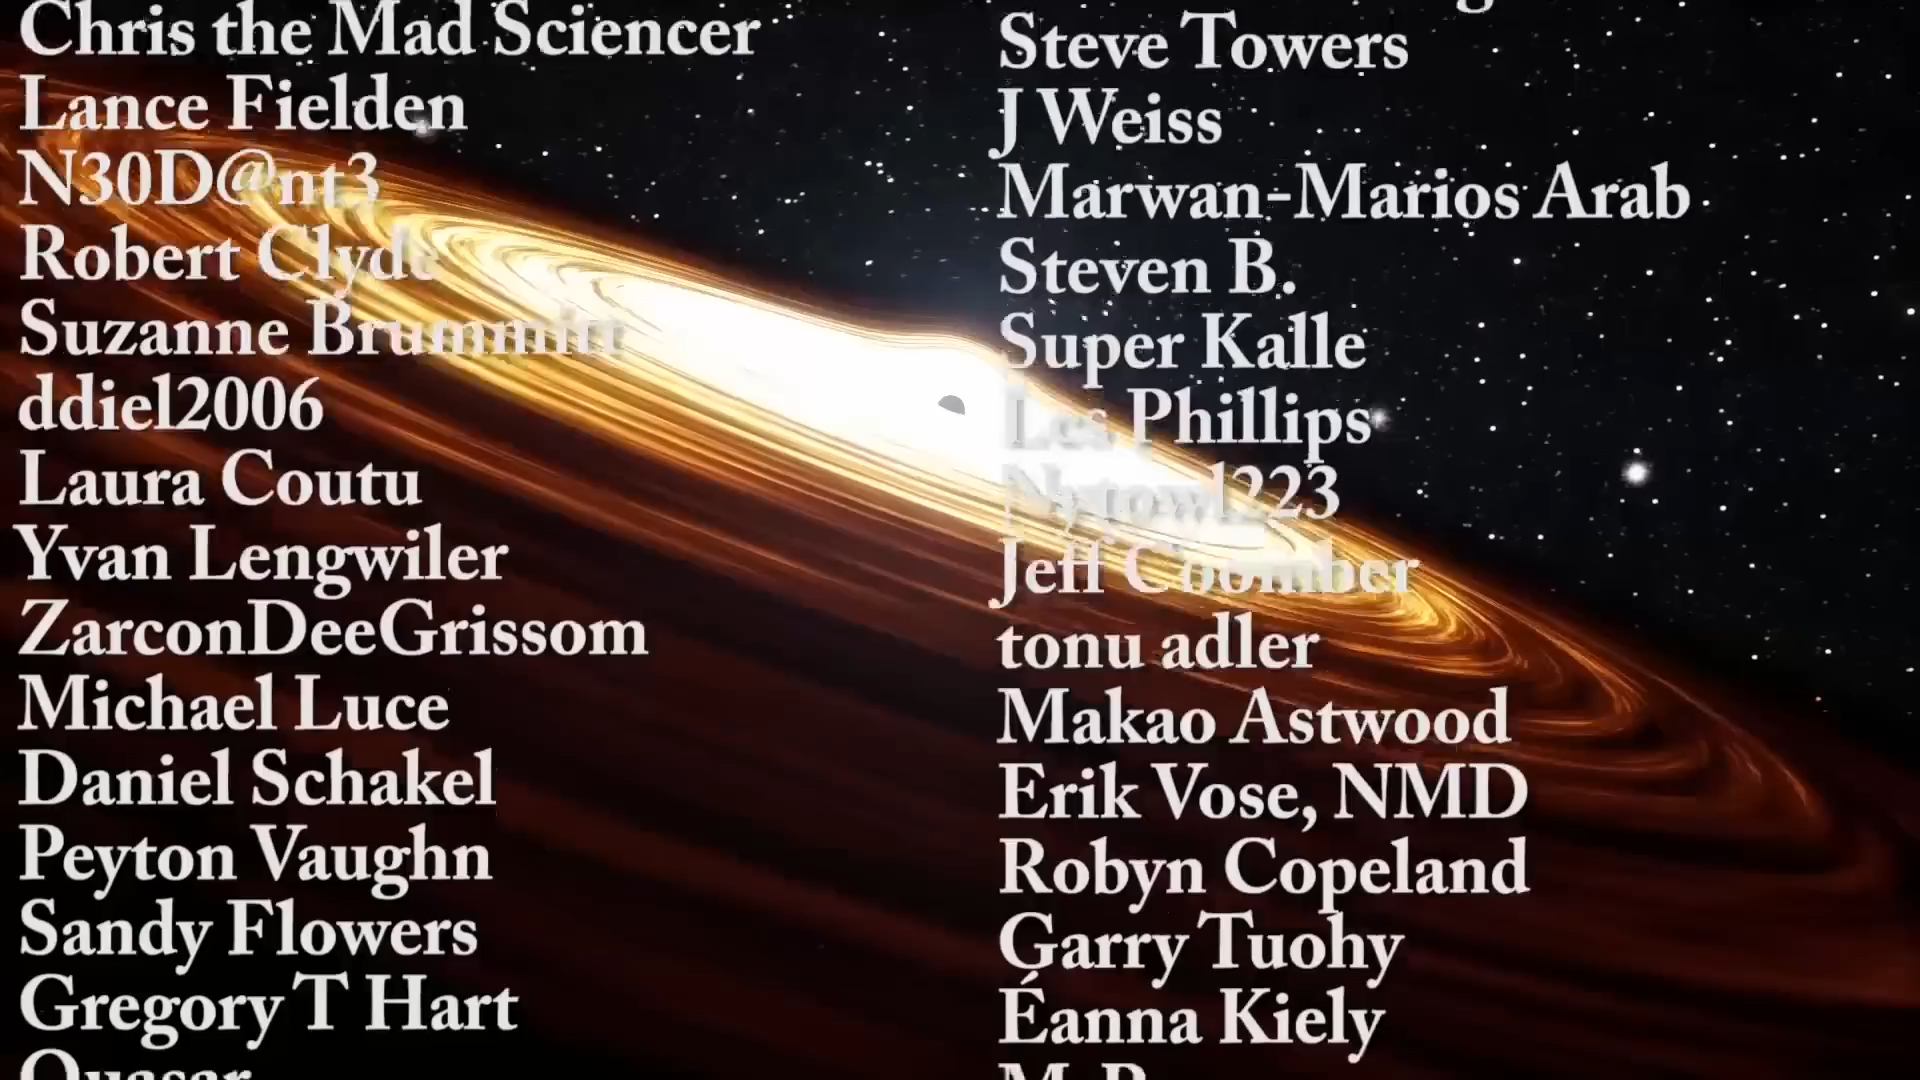 Chris the Mad Sciencer
Lance Fielden
N30D@nt3
Robert Clyde
Suzanne Brummitt
ddiel2006
Laura Coutu
Yvan Lengwiler
ZarconDeeGrissom
Michael Luce
Daniel Schakel
Peyton Vaughn
Sandy Flowers
Gregory T Hart
Quasar
Steve Towers
J Weiss
Marwan-Marios Arab
Steven B.
Super Kalle
Les Phillips
Nytowl223
Jeff Coomber
tonu adler
Makao Astwood
Erik Vose, NMD
Robyn Copeland
Garry Tuohy
Éanna Kiely